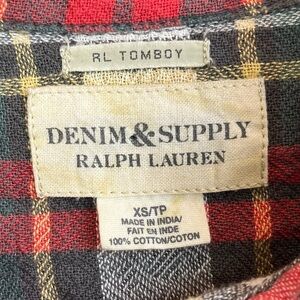 RL TOMBOY
DENIM & SUPPLY
RALPH LAUREN
XS/TP
MADE IN INDIA/
FAIT EN INDE
100% COTTON/COTON